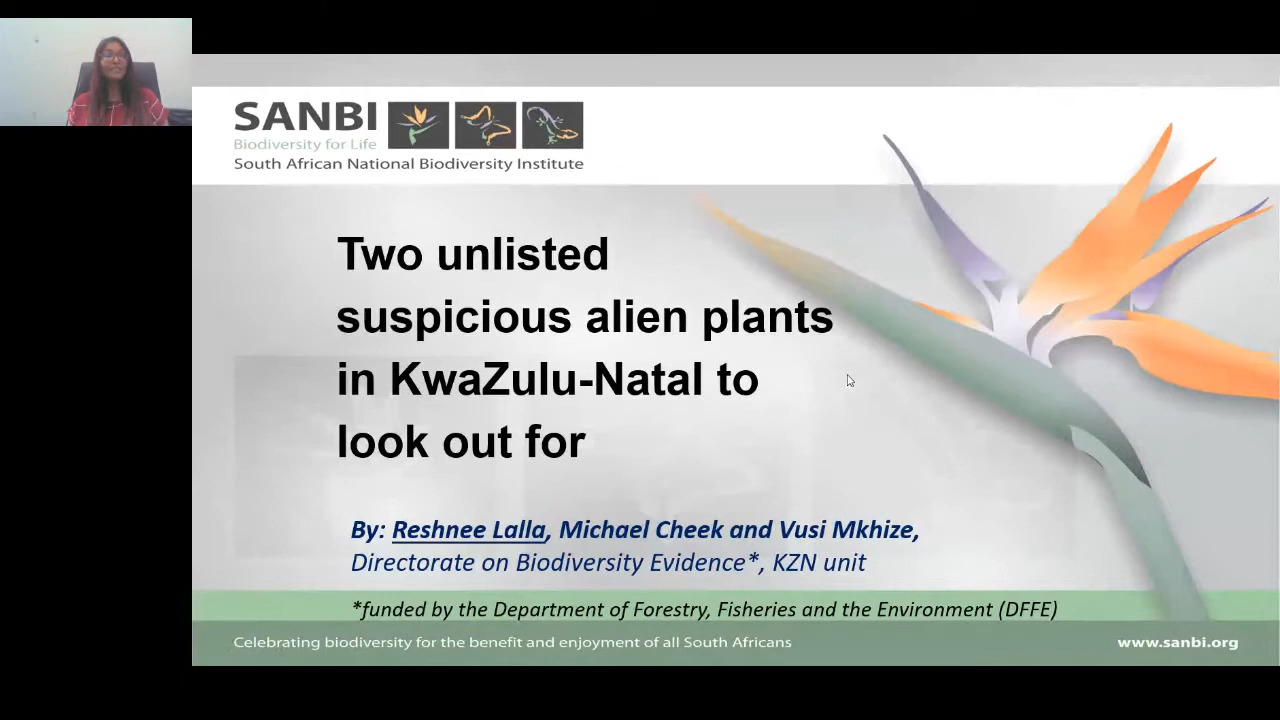 SANBI
Biodiversity for Life
South African National Biodiversity Institute
Two unlisted
suspicious alien plants
in KwaZulu-Natal to
look out for
By: Reshnee Lalla, Michael Cheek and Vusi Mkhize,
Directorate on Biodiversity Evidence*, KZN unit
*funded by the Department of Forestry, Fisheries and the Environment (DFFE)
Celebrating biodiversity for the benefit and enjoyment of all South Africans
www.sanbi.org